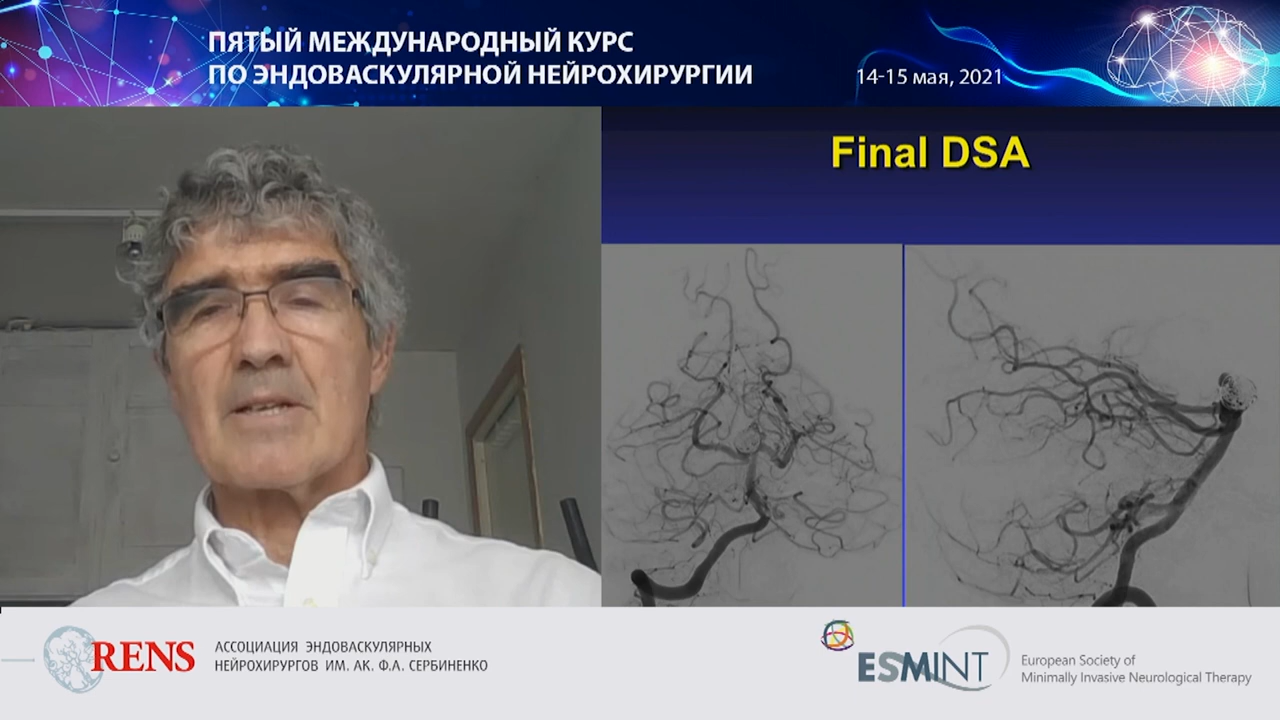 ПЯТЫЙ МЕЖДУНАРОДНЫЙ КУРС
ПО ЭНДОВАСКУЛЯРНОЙ НЕЙРОХИРУРГИИ
14-15 мая, 2021
Final DSA
RENS
АССОЦИАЦИЯ ЭНДОВАСКУЛЯРНЫХ
НЕЙРОХИРУРГОВ ИМ. АК. Ф.А. СЕРБИНЕНКО
ESMINT
European Society of
Minimally Invasive Neurological Therapy